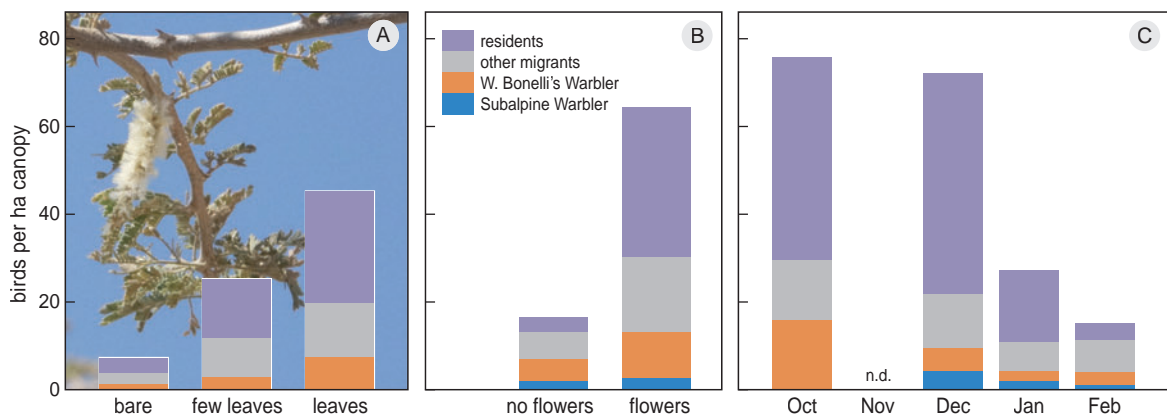 birds per ha canopy
80
60
40
20
0
A
bare
few leaves
leaves
B
residents
other migrants
W. Bonelli's Warbler
Subalpine Warbler
no flowers
flowers
C
n.d.
Oct
Nov
Dec
Jan
Feb